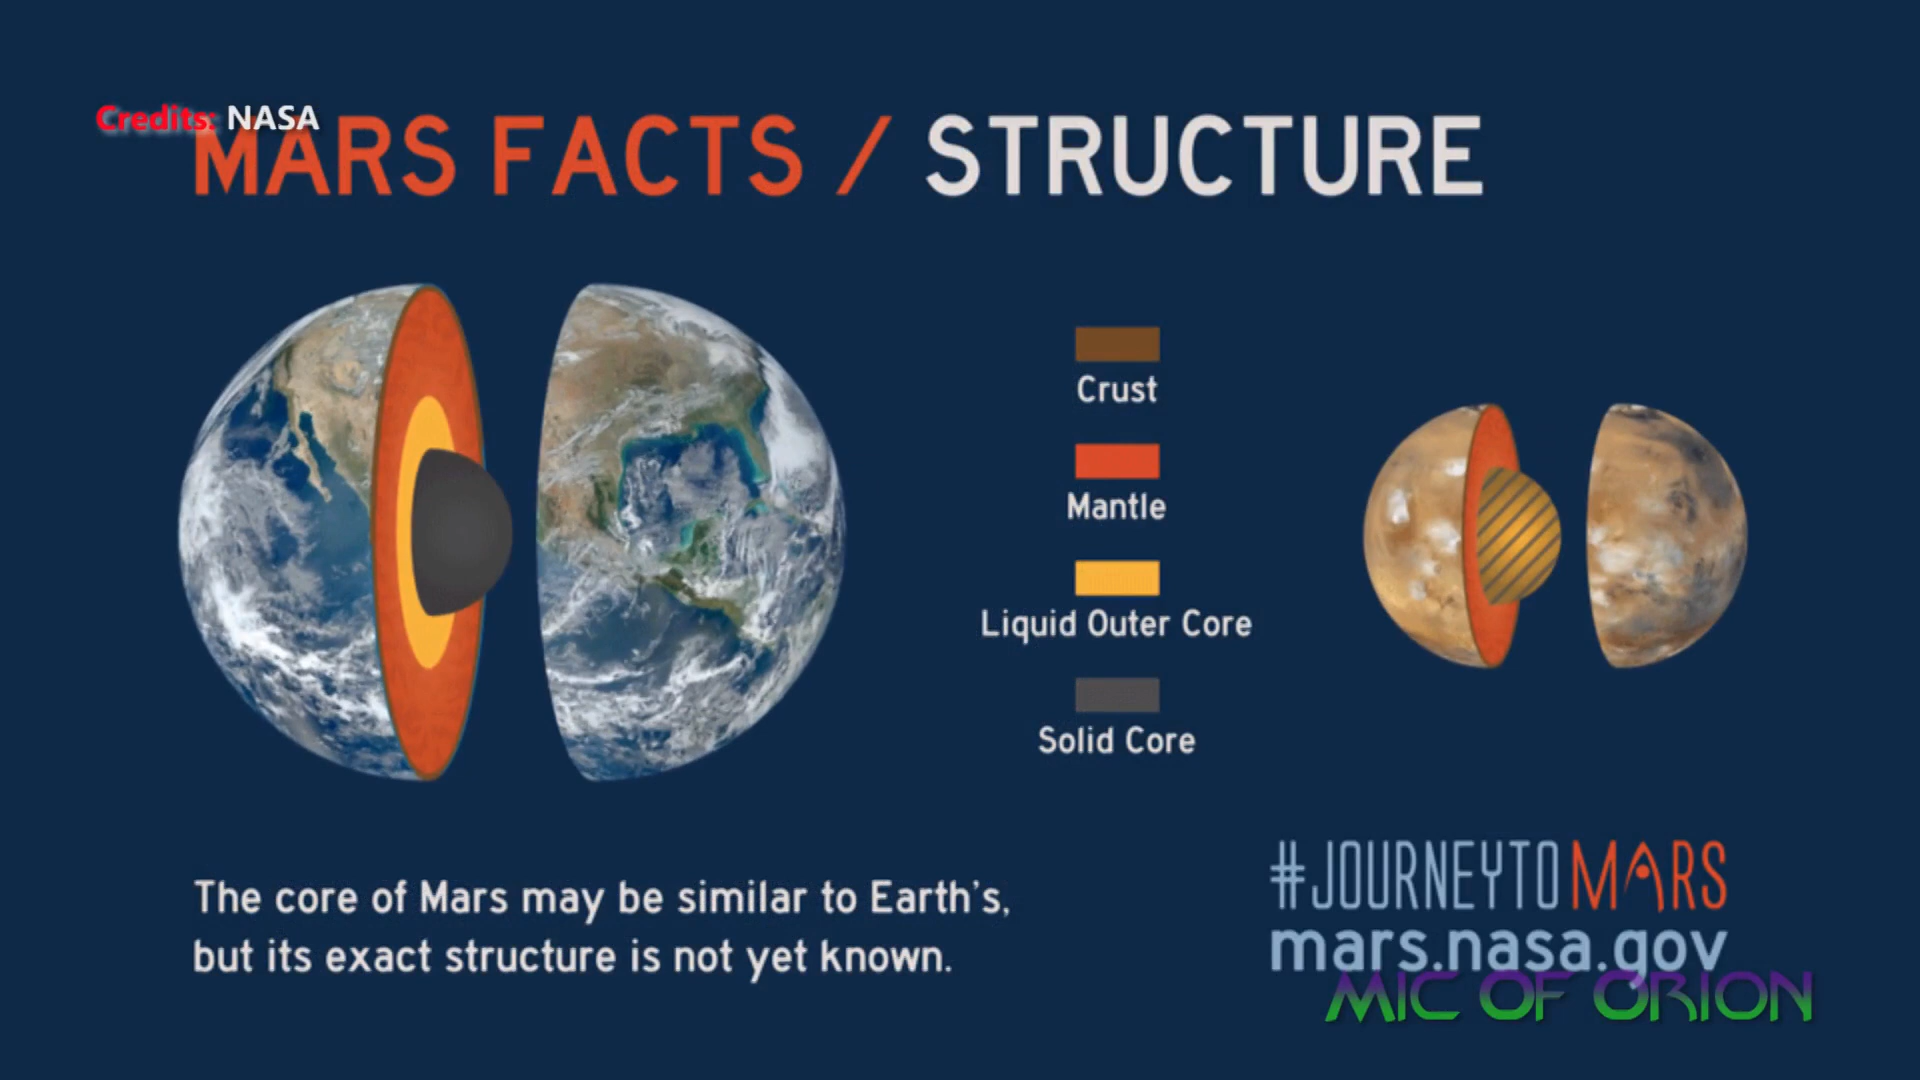 Credits: NASA
MARS FACTS / STRUCTURE
Crust
Mantle
Liquid Outer Core
Solid Core
The core of Mars may be similar to Earth's,
but its exact structure is not yet known.
#JOURNEYTOMARS
mars.nasa.gov
MIC OF ORION